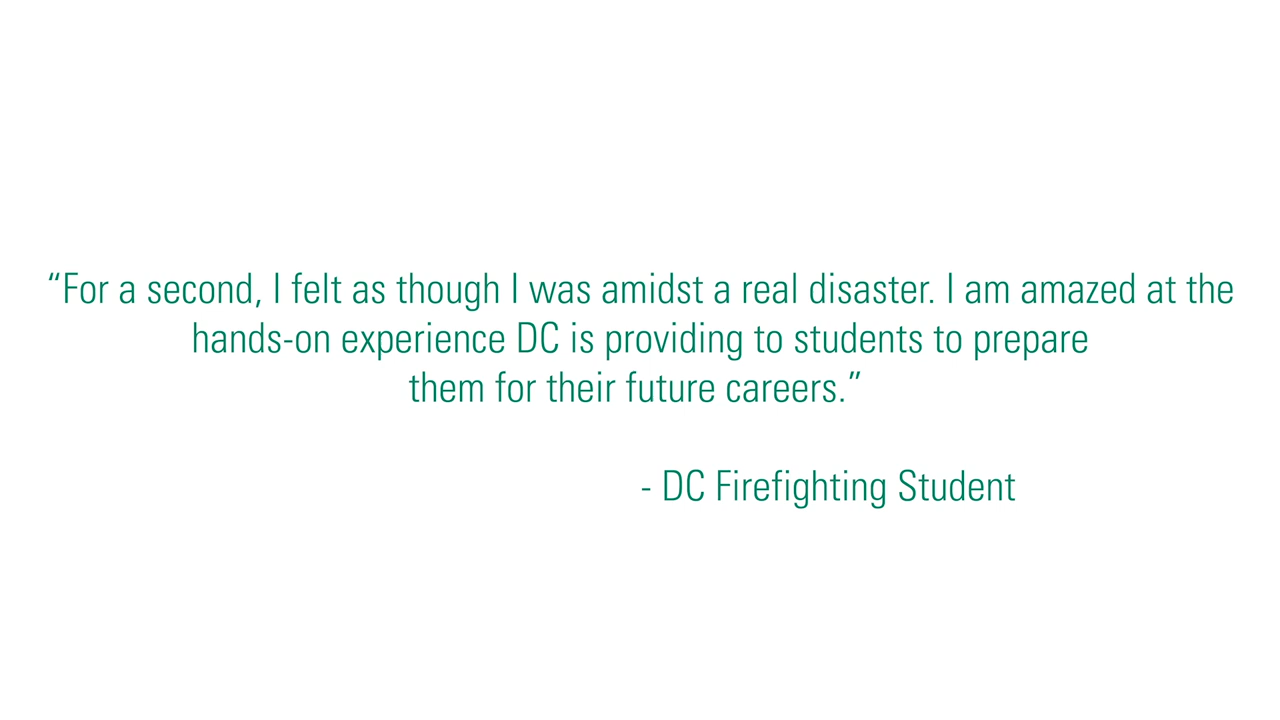 “For a second, I felt as though I was amidst a real disaster. I am amazed at the
hands-on experience DC is providing to students to prepare
them for their future careers.”
- DC Firefighting Student